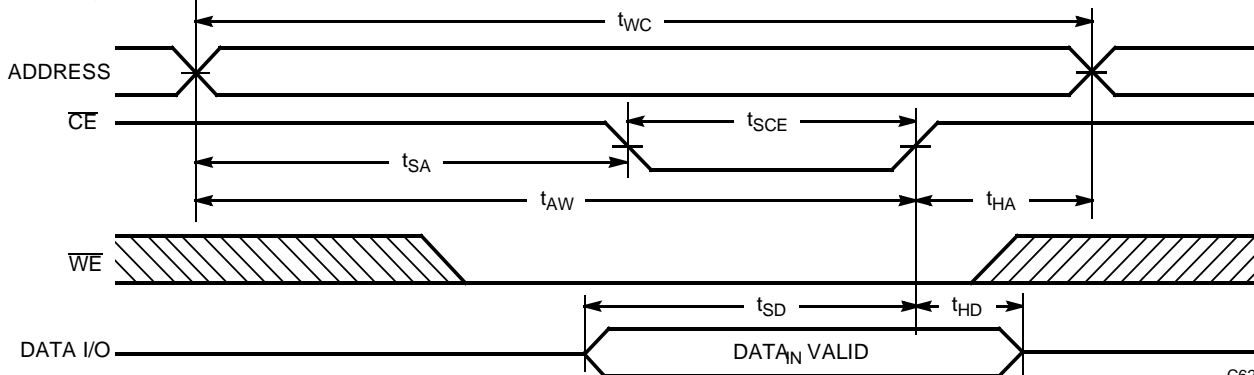 tWC
ADDRESS
CE
tSCE
tSA
tAW
tHA
WE
tSD
tHD
DATA I/O
DATAIN VALID